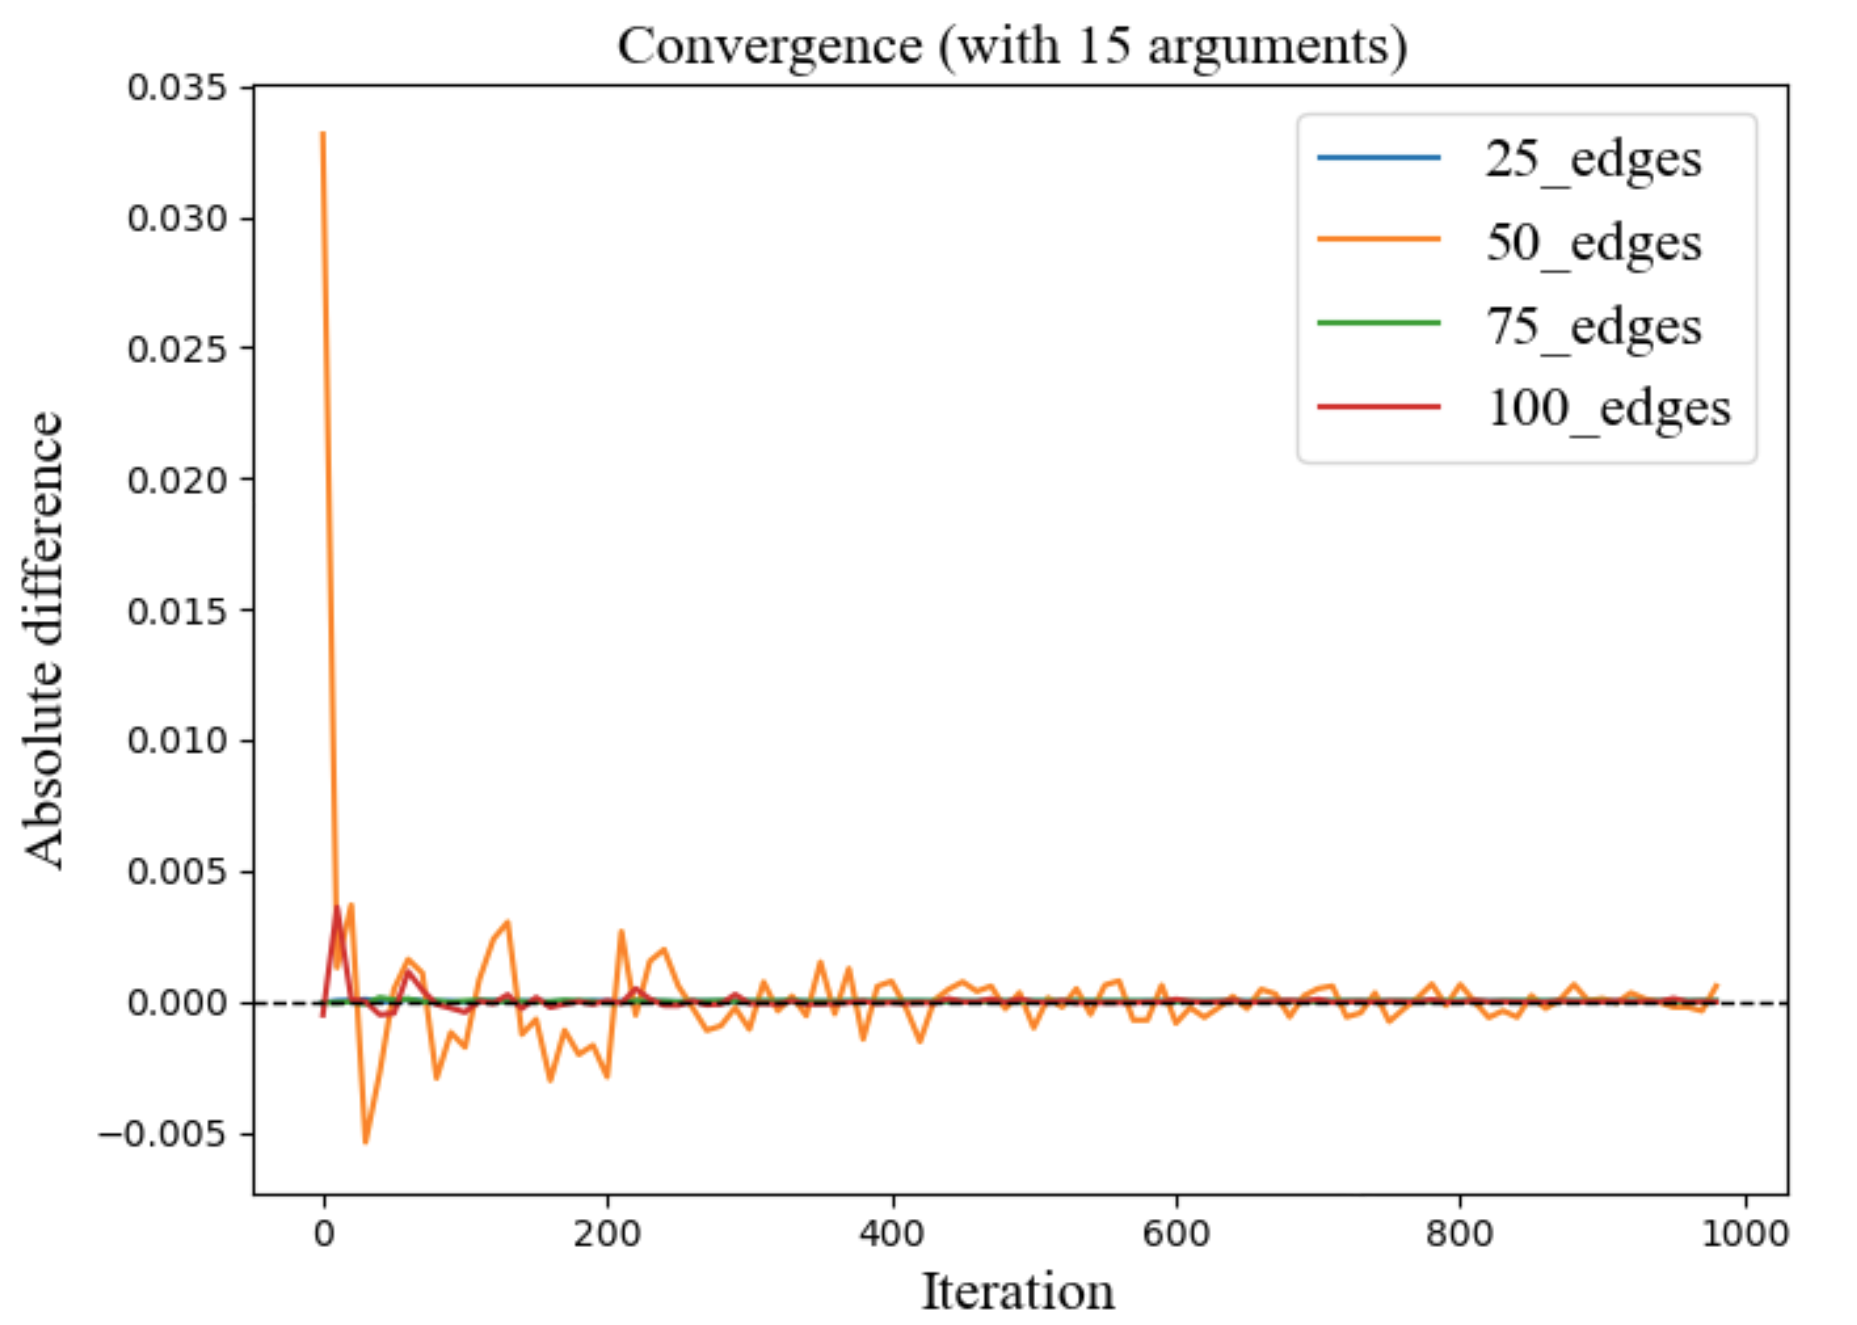 Convergence (with 15 arguments)
0.035
0.030
0.025
0.020
0.015
0.010
0.005
0.000
−0.005
Absolute difference
25_edges
50_edges
75_edges
100_edges
0 200 400 600 800 1000
Iteration